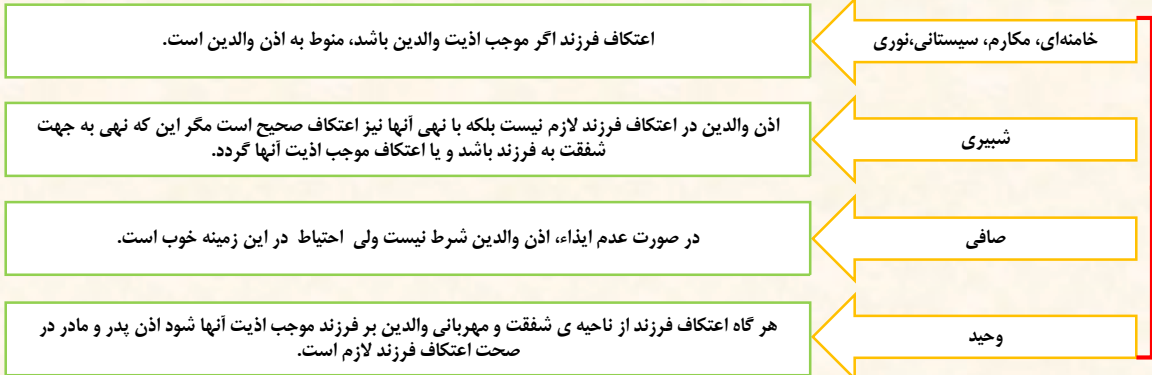 خامنه‌ای، مکارم، سیستانی،نوری
اعتکاف فرزند اگر موجب اذیت والدین باشد، منوط به اذن والدین است.
شبیری
اذن والدین در اعتکاف فرزند لازم نیست بلکه با نهی آنها نیز اعتکاف صحیح است مگر این که نهی به جهت
شفقت به فرزند باشد و یا اعتکاف موجب اذیت آنها گردد.
صافی
در صورت عدم ایذاء، اذن والدین شرط نیست ولی احتیاط در این زمینه خوب است.
وحید
هر گاه اعتکاف فرزند از ناحیه ی شفقت و مهربانی والدین بر فرزند موجب اذیت آنها شود اذن پدر و مادر در
صحت اعتکاف فرزند لازم است.